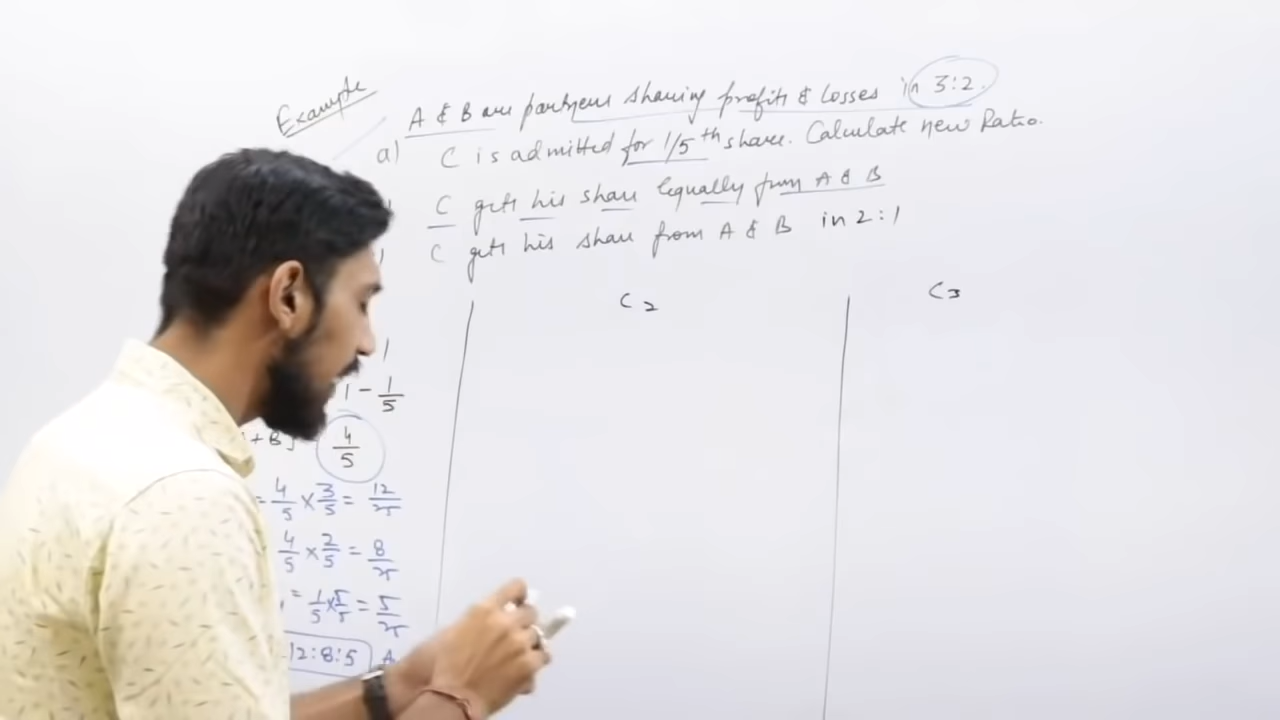 Example
A & B are partners sharing profits & losses in 3:2.
a) C is admitted for 1/5th share. Calculate new Ratio.
C gets his share equally from A & B
C gets his share from A & B in 2:1
C2
C3
1
1 - 1/5
+ B 4/5
= 4/5 × 3/5 = 12/25
4/5 × 2/5 = 8/25
= 1/5 × 5/5 = 5/25
12:8:5 A